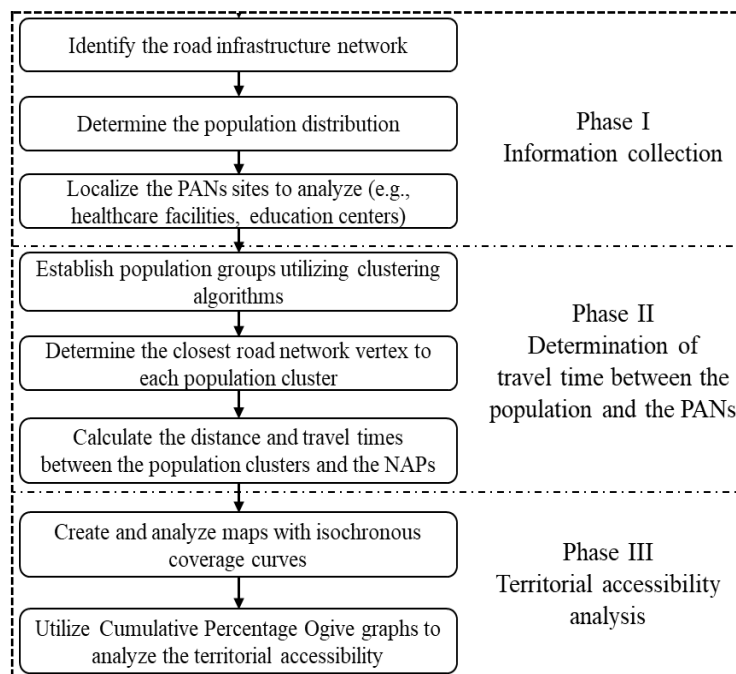 Identify the road infrastructure network
Determine the population distribution
Localize the PANs sites to analyze (e.g.,
healthcare facilities, education centers)
Phase I
Information collection
Establish population groups utilizing clustering
algorithms
Determine the closest road network vertex to
each population cluster
Calculate the distance and travel times
between the population clusters and the NAPs
Phase II
Determination of
travel time between the
population and the PANs
Create and analyze maps with isochronous
coverage curves
Utilize Cumulative Percentage Ogive graphs to
analyze the territorial accessibility
Phase III
Territorial accessibility
analysis